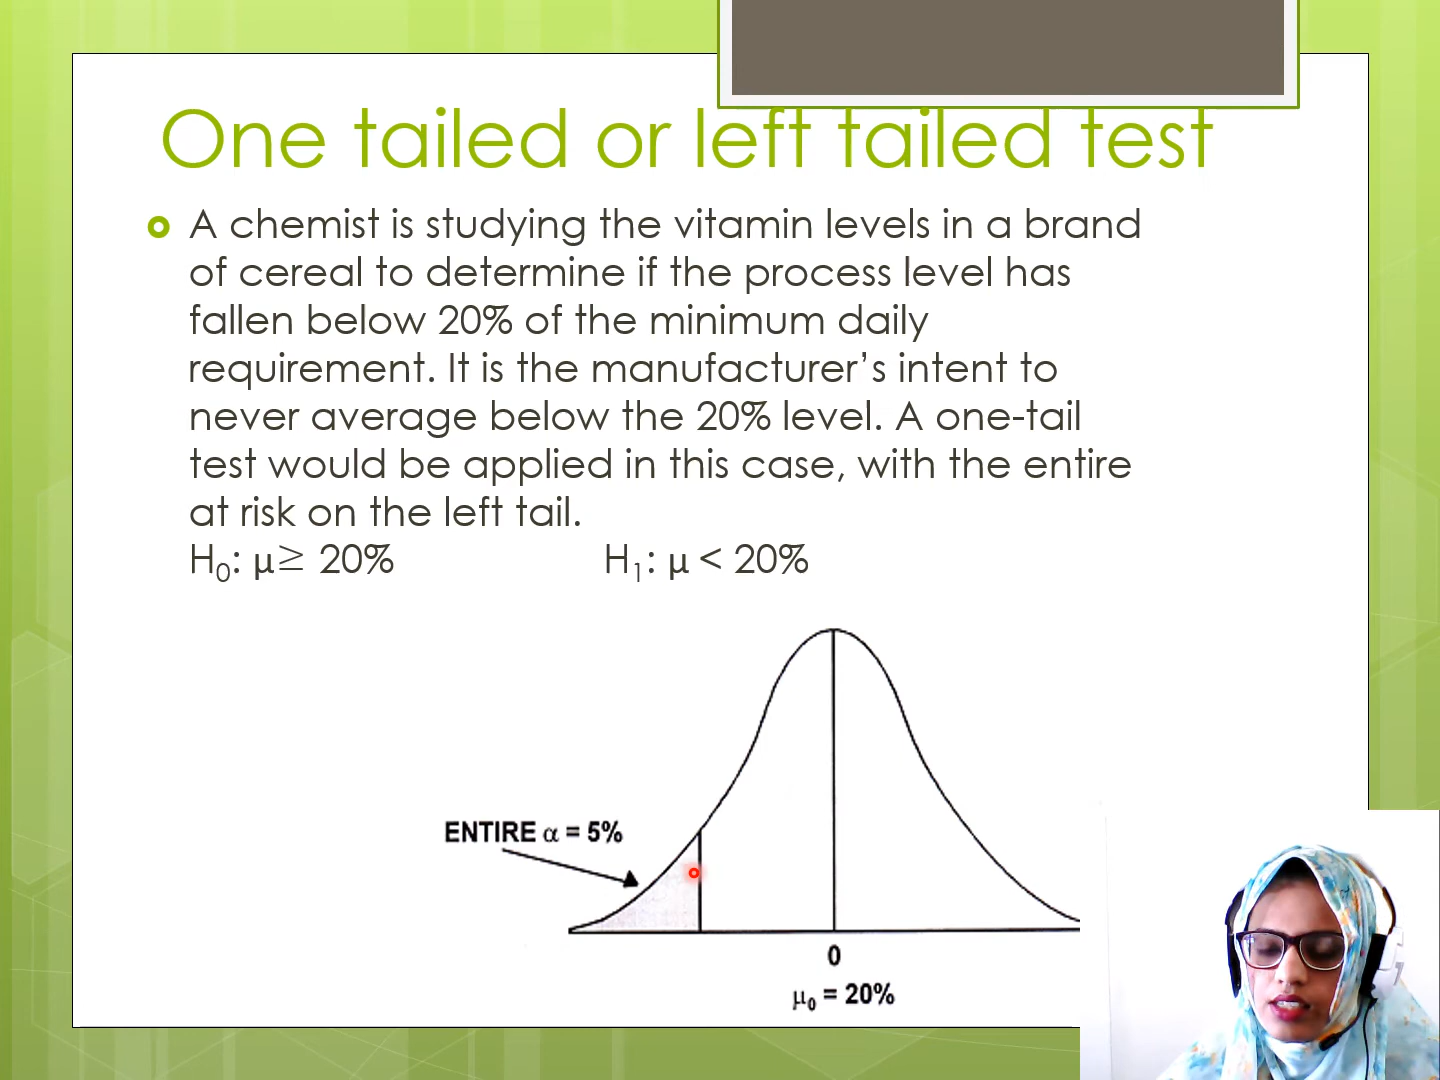 One tailed or left tailed test
A chemist is studying the vitamin levels in a brand
of cereal to determine if the process level has
fallen below 20% of the minimum daily
requirement. It is the manufacturer’s intent to
never average below the 20% level. A one-tail
test would be applied in this case, with the entire
at risk on the left tail.
H₀: μ≥ 20% H₁: μ < 20%
ENTIRE α = 5%
0
μ₀ = 20%